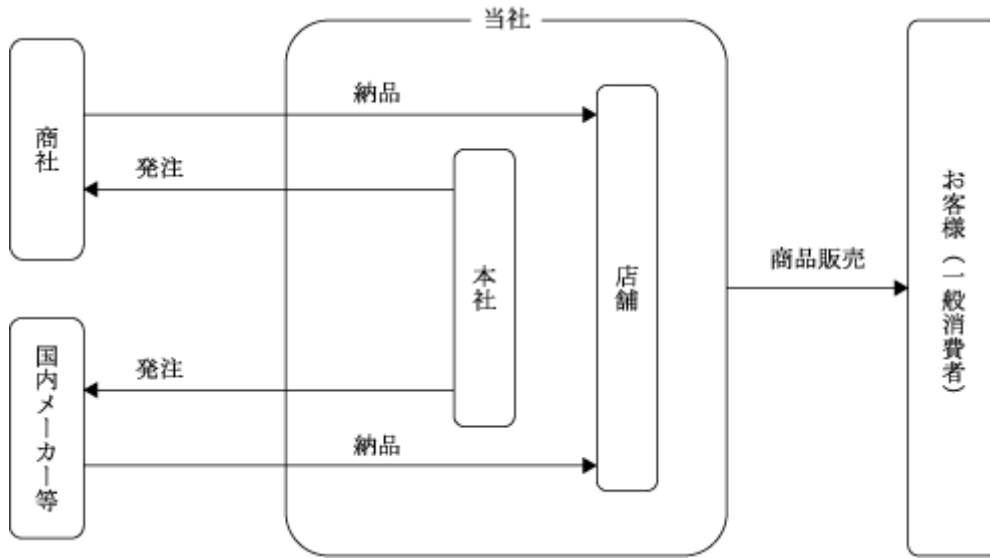 当社
商社
納品
発注
本社
店舗
商品販売
お客様（一般消費者）
国内メーカー等
発注
納品